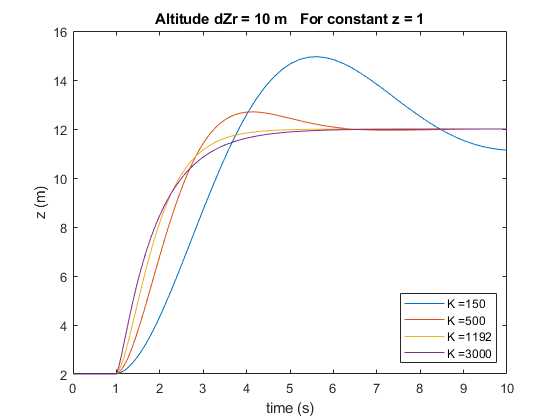 Altitude dZr = 10 m   For constant z = 1
16
14
12
10
8
6
4
2
z (m)
K =150
K =500
K =1192
K =3000
0 1 2 3 4 5 6 7 8 9 10
time (s)